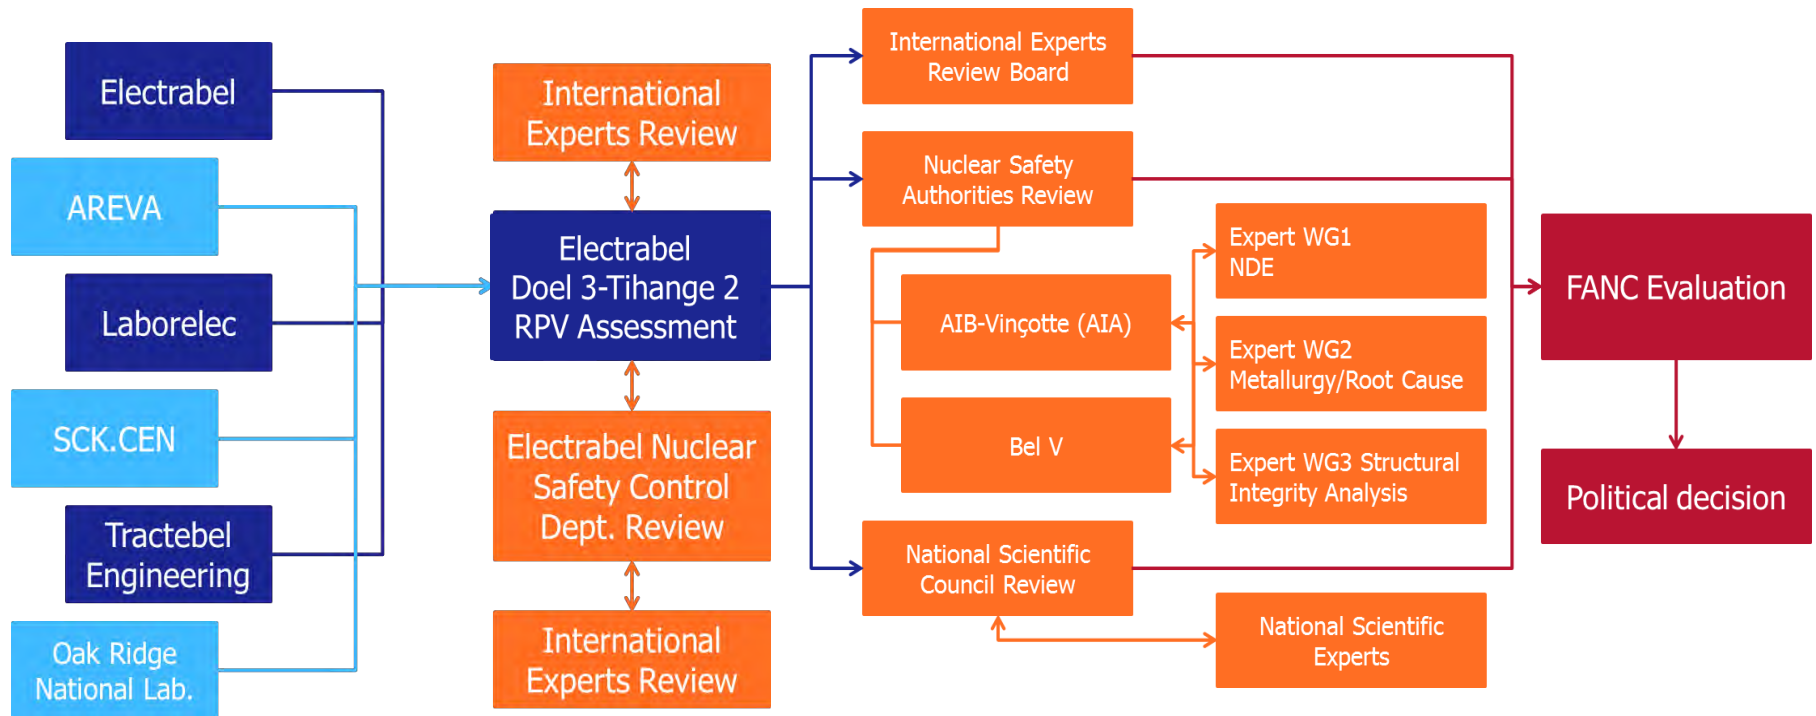 Electrabel
AREVA
Laborelec
SCK.CEN
Tractebel
Engineering
Oak Ridge
National Lab.
International
Experts Review
Electrabel
Doel 3-Tihange 2
RPV Assessment
Electrabel Nuclear
Safety Control
Dept. Review
International
Experts Review
International Experts
Review Board
Nuclear Safety
Authorities Review
AIB-Vinçotte (AIA)
Bel V
National Scientific
Council Review
Expert WG1
NDE
Expert WG2
Metallurgy/Root Cause
Expert WG3 Structural
Integrity Analysis
National Scientific
Experts
FANC Evaluation
Political decision